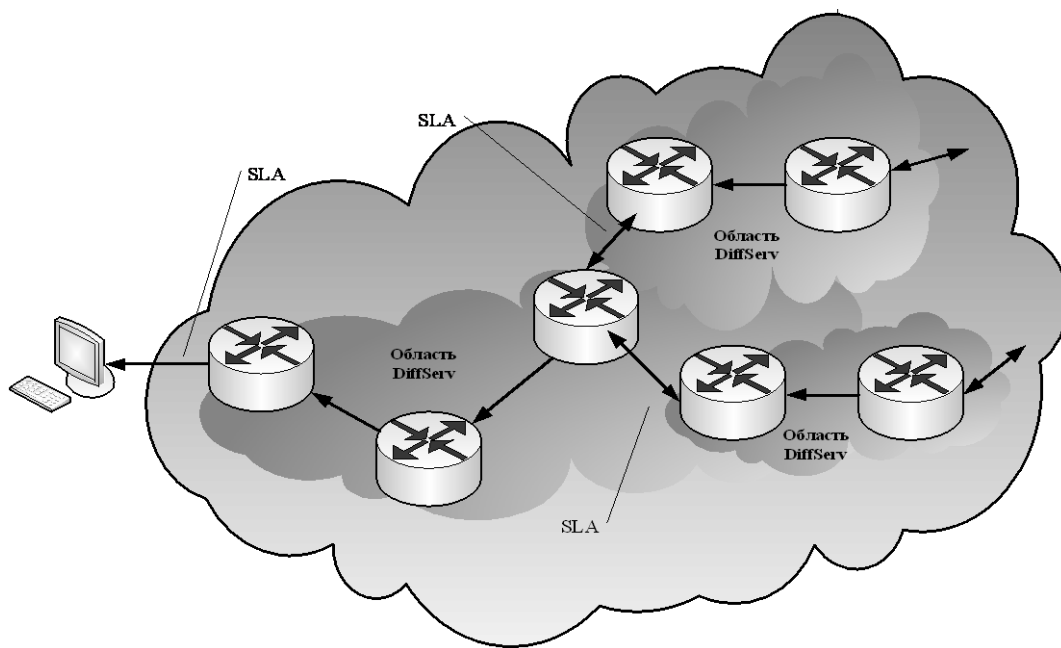 SLA
SLA
Область
DiffServ
Область
DiffServ
Область
DiffServ
SLA